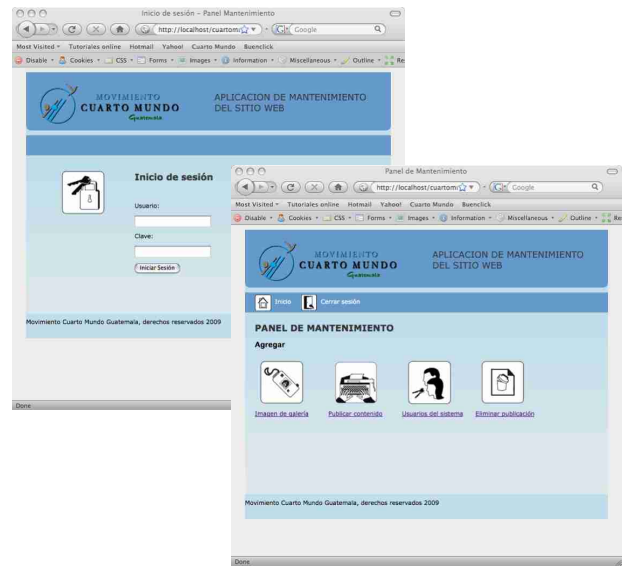 Inicio de sesión – Panel Mantenimiento
http://localhost/cuartom
Google
Most Visited Tutoriales online Hotmail Yahoo! Cuarto Mundo Buenclick
Disable Cookies CSS Forms Images Information Miscellaneous Outline Re
MOVIMIENTO
CUARTO MUNDO
Guatemala
APLICACION DE MANTENIMIENTO
DEL SITIO WEB
Inicio de sesión
Usuario:
Clave:
Iniciar Sesión
Movimiento Cuarto Mundo Guatemala, derechos reservados 2009
Done
Panel de Mantenimiento
http://localhost/cuartom
Google
Most Visited Tutoriales online Hotmail Yahoo! Cuarto Mundo Buenclick
Disable Cookies CSS Forms Images Information Miscellaneous Outline Re
MOVIMIENTO
CUARTO MUNDO
Guatemala
APLICACION DE MANTENIMIENTO
DEL SITIO WEB
Inicio Cerrar sesión
PANEL DE MANTENIMIENTO
Agregar
Imagen de galería Publicar contenido Usuarios del sistema Eliminar publicación
Movimiento Cuarto Mundo Guatemala, derechos reservados 2009
Done